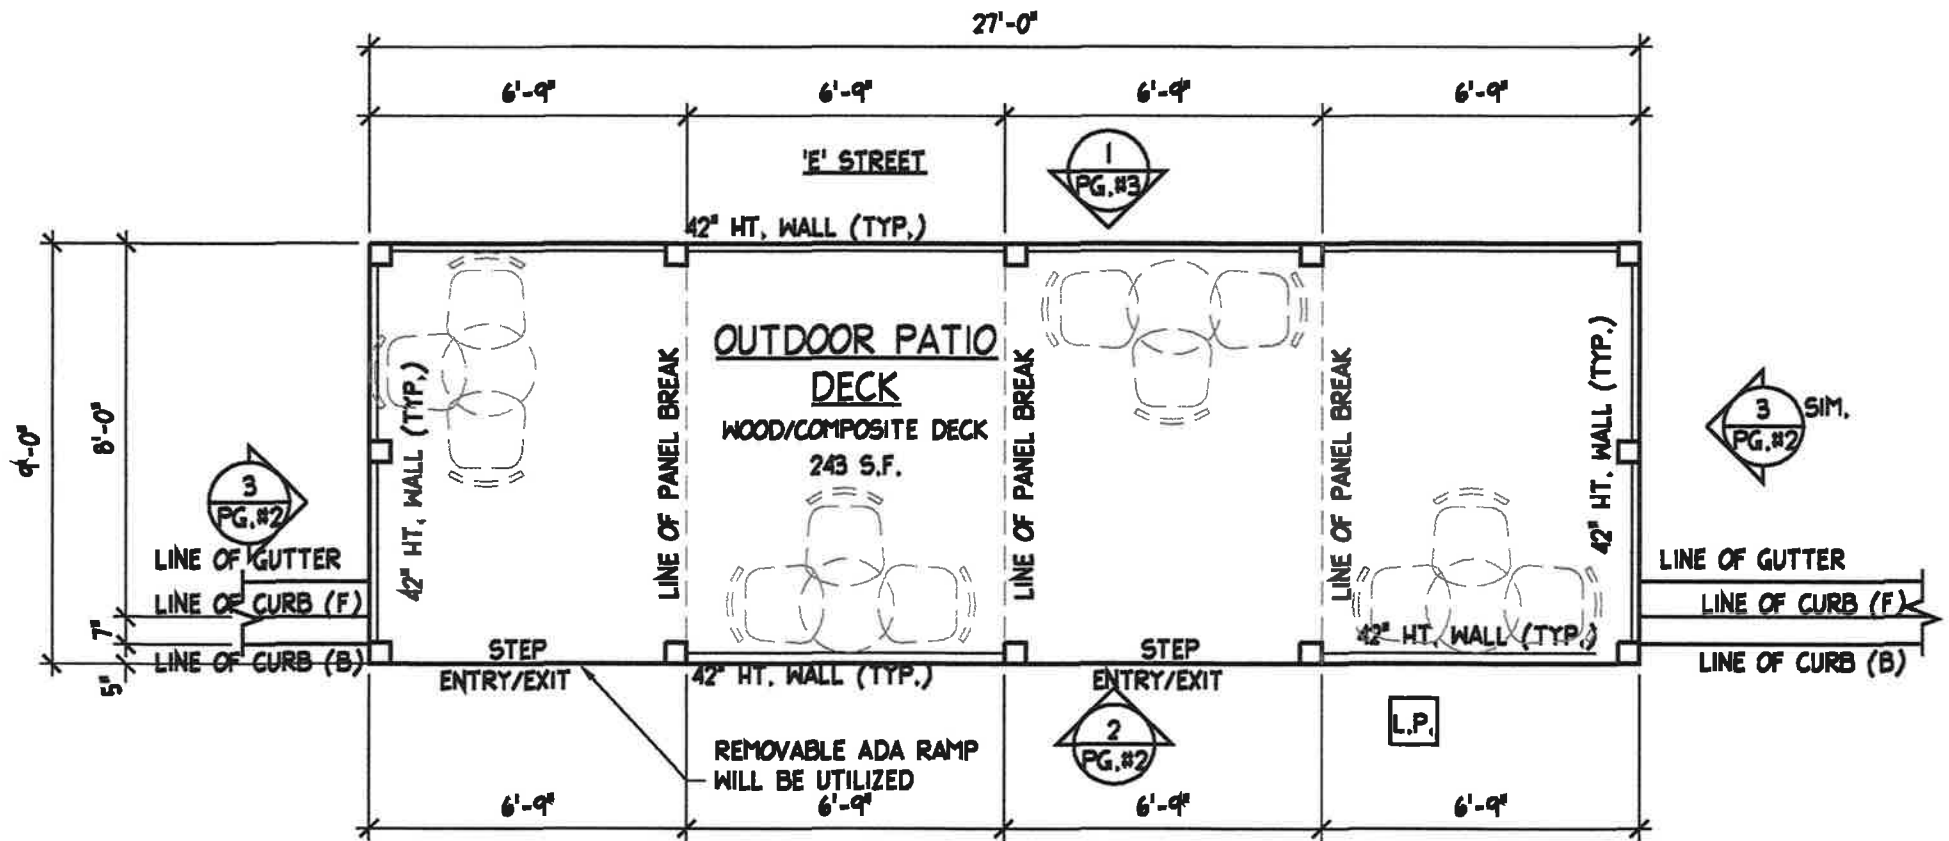 27'-0"
6'-9"
6'-9"
6'-9"
6'-9"
'E' STREET
1
PG.#3
42" HT. WALL (TYP.)
9'-0"
8'-0"
7"
5"
OUTDOOR PATIO
DECK
WOOD/COMPOSITE DECK
243 S.F.
42" HT. WALL (TYP.)
LINE OF PANEL BREAK
LINE OF PANEL BREAK
LINE OF PANEL BREAK
42" HT. WALL (TYP.)
3
PG.#2
3
PG.#2
SIM.
LINE OF GUTTER
LINE OF CURB (F)
LINE OF CURB (B)
LINE OF GUTTER
LINE OF CURB (F)
LINE OF CURB (B)
STEP
ENTRY/EXIT
42" HT. WALL (TYP.)
STEP
ENTRY/EXIT
42" HT. WALL (TYP.)
2
PG.#2
L.P.
REMOVABLE ADA RAMP
WILL BE UTILIZED
6'-9"
6'-9"
6'-9"
6'-9"